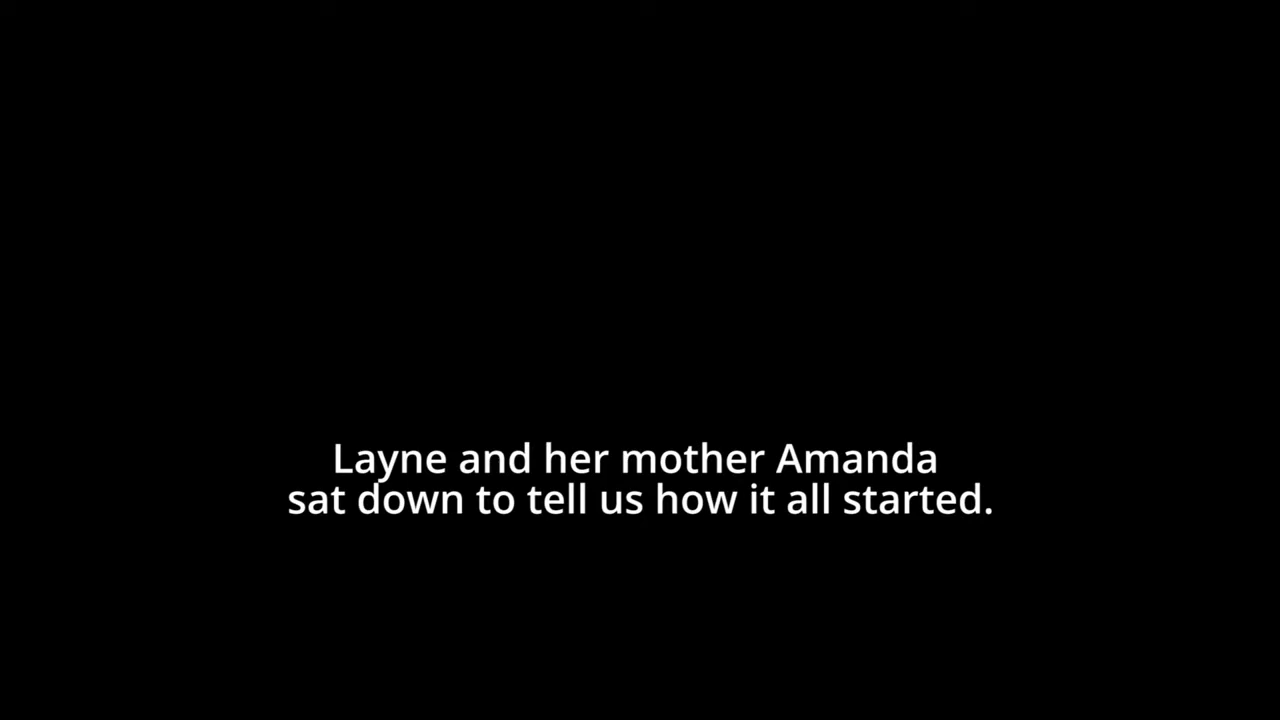 Layne and her mother Amanda
sat down to tell us how it all started.